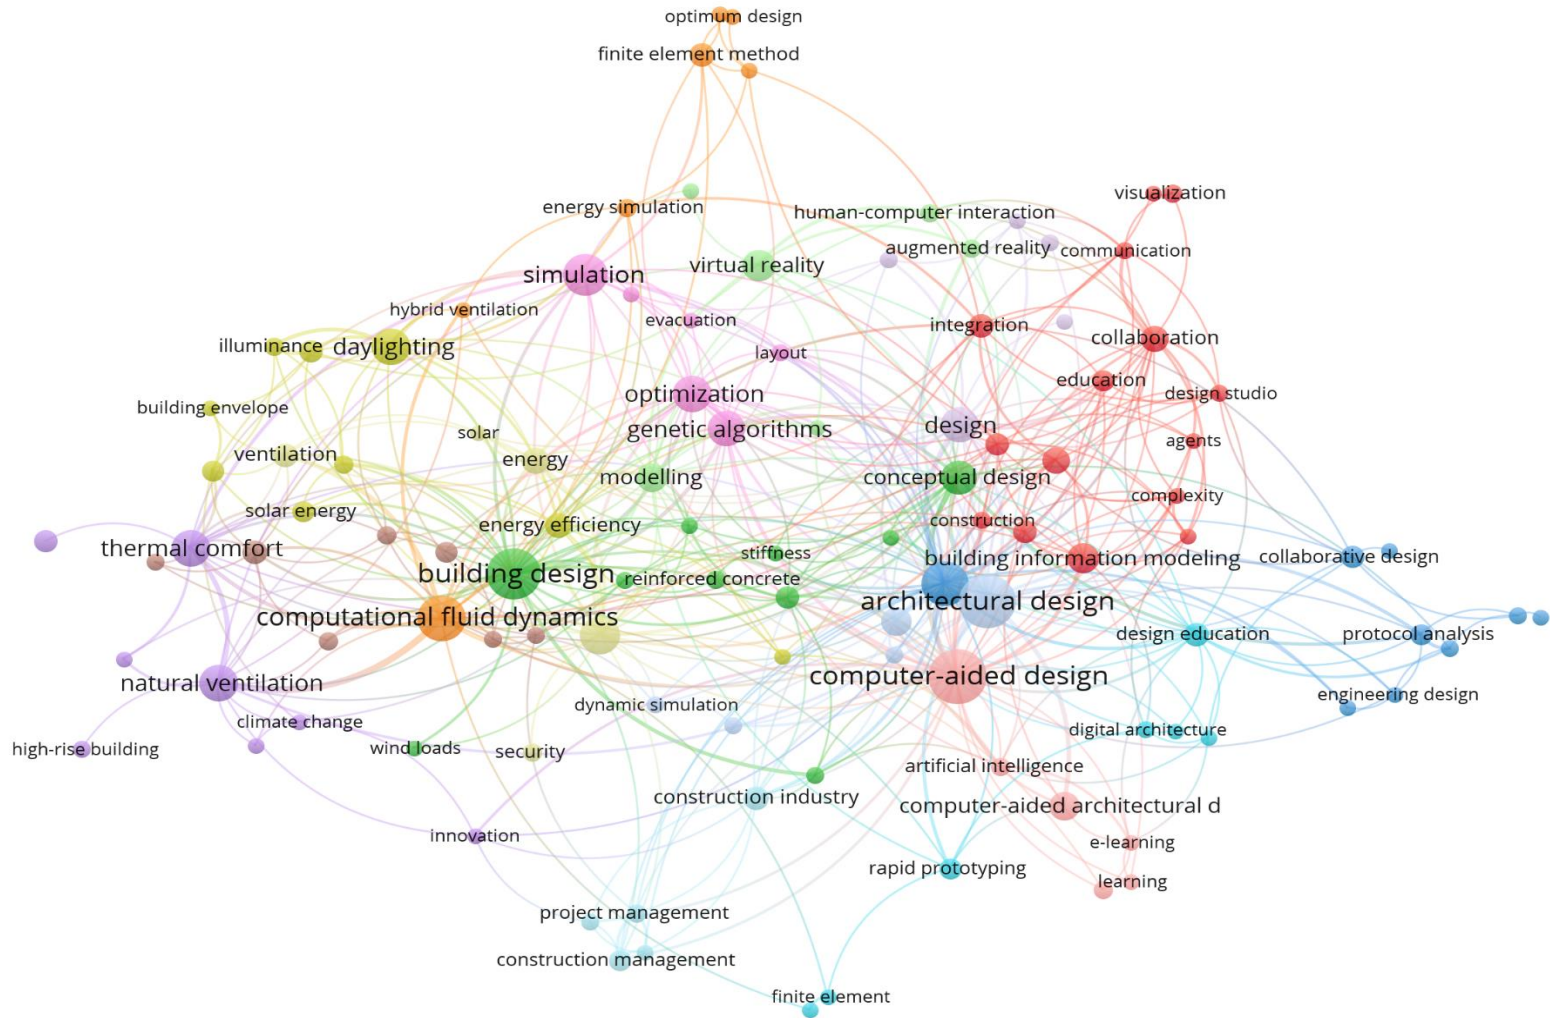 optimum design
finite element method
visualization
energy simulation
human-computer interaction
augmented reality
communication
virtual reality
simulation
hybrid ventilation
evacuation
integration
collaboration
illuminance
daylighting
layout
education
design studio
optimization
building envelope
genetic algorithms
design
solar
agents
ventilation
energy
modelling
conceptual design
complexity
solar energy
energy efficiency
construction
thermal comfort
stiffness
building information modeling
collaborative design
building design
reinforced concrete
architectural design
computational fluid dynamics
design education
protocol analysis
natural ventilation
computer-aided design
engineering design
dynamic simulation
climate change
digital architecture
high-rise building
wind loads
security
artificial intelligence
construction industry
computer-aided architectural d
innovation
e-learning
rapid prototyping
learning
project management
construction management
finite element